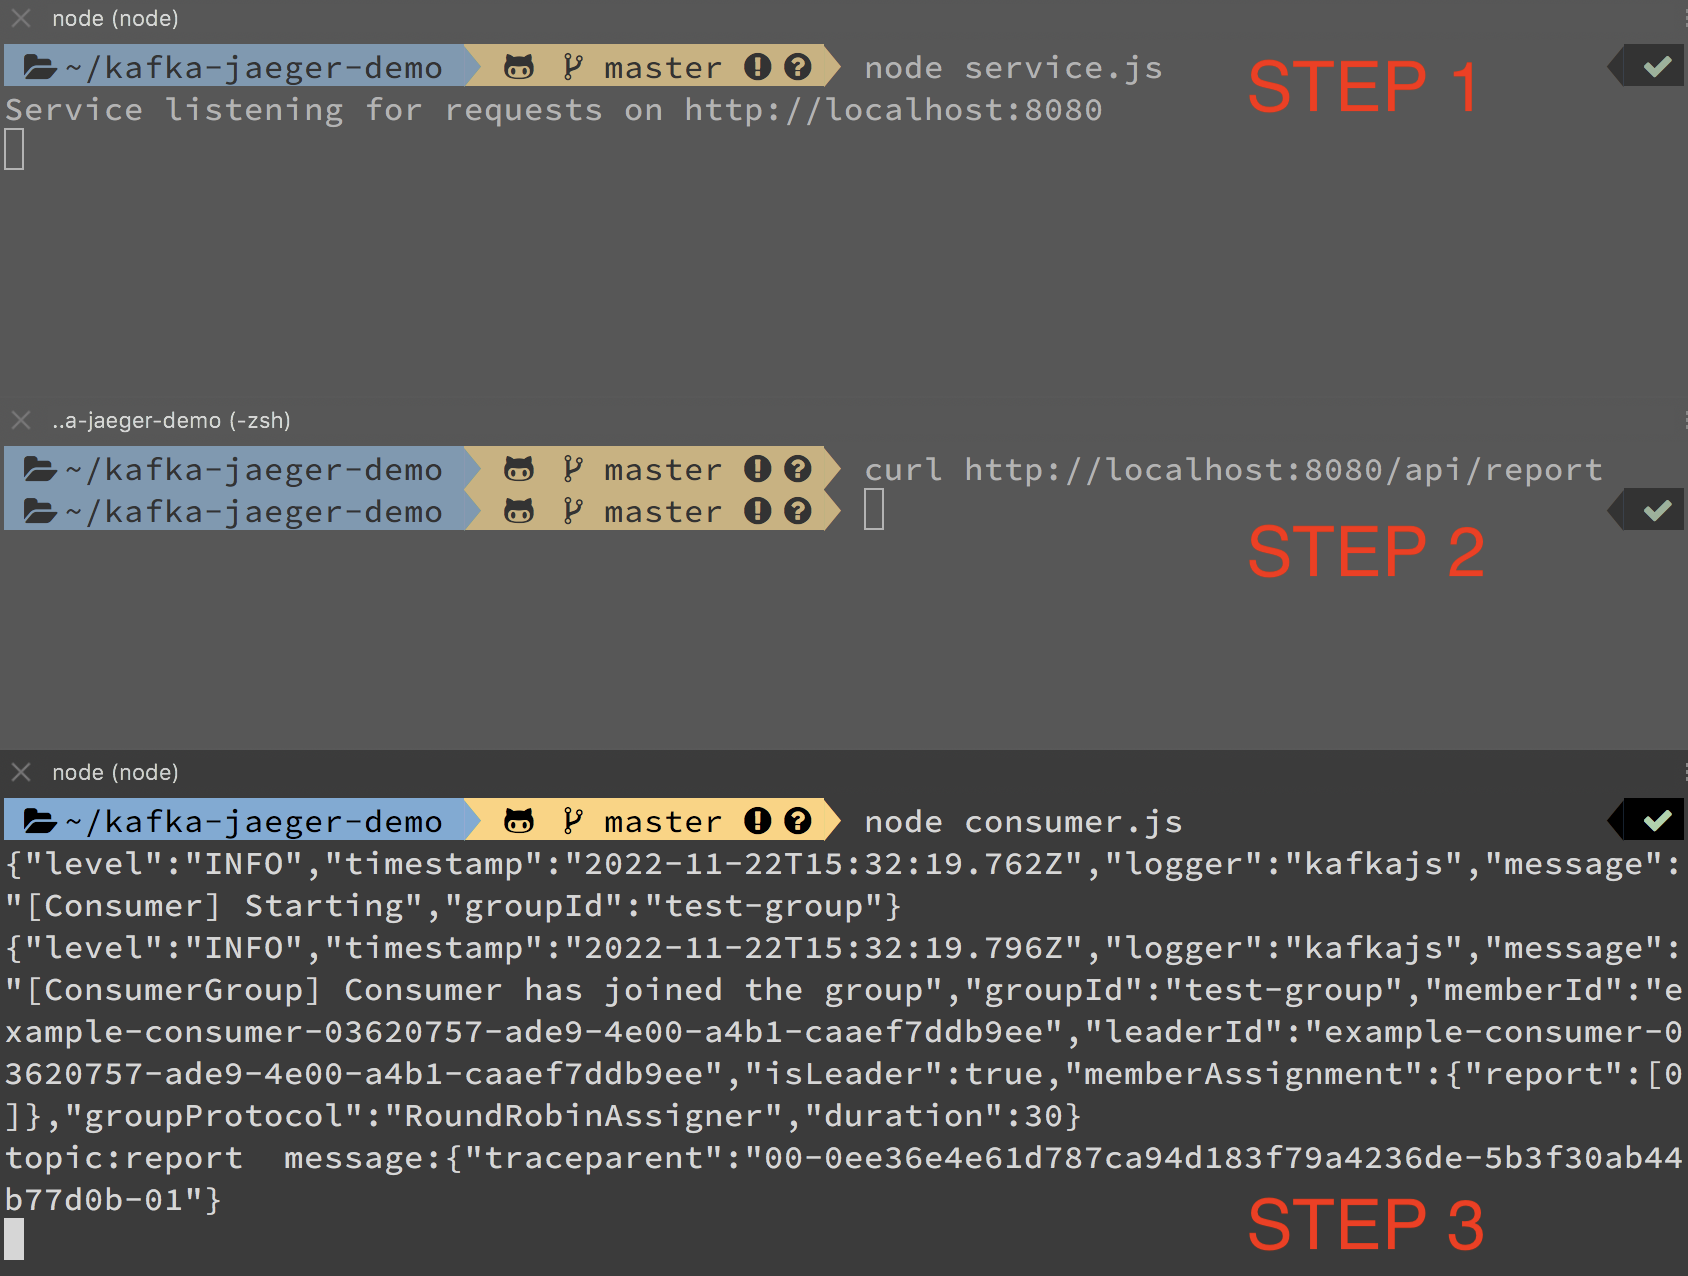 node (node)
~/kafka-jaeger-demo master node service.js
STEP 1
Service listening for requests on http://localhost:8080
..a-jaeger-demo (-zsh)
~/kafka-jaeger-demo master curl http://localhost:8080/api/report
~/kafka-jaeger-demo master
STEP 2
node (node)
~/kafka-jaeger-demo master node consumer.js
{"level":"INFO","timestamp":"2022-11-22T15:32:19.762Z","logger":"kafkajs","message":
"[Consumer] Starting","groupId":"test-group"}
{"level":"INFO","timestamp":"2022-11-22T15:32:19.796Z","logger":"kafkajs","message":
"[ConsumerGroup] Consumer has joined the group","groupId":"test-group","memberId":"e
xample-consumer-03620757-ade9-4e00-a4b1-caaef7ddb9ee","leaderId":"example-consumer-0
3620757-ade9-4e00-a4b1-caaef7ddb9ee","isLeader":true,"memberAssignment":{"report":[0
]},"groupProtocol":"RoundRobinAssigner","duration":30}
topic:report  message:{"traceparent":"00-0ee36e4e61d787ca94d183f79a4236de-5b3f30ab44
b77d0b-01"}
STEP 3